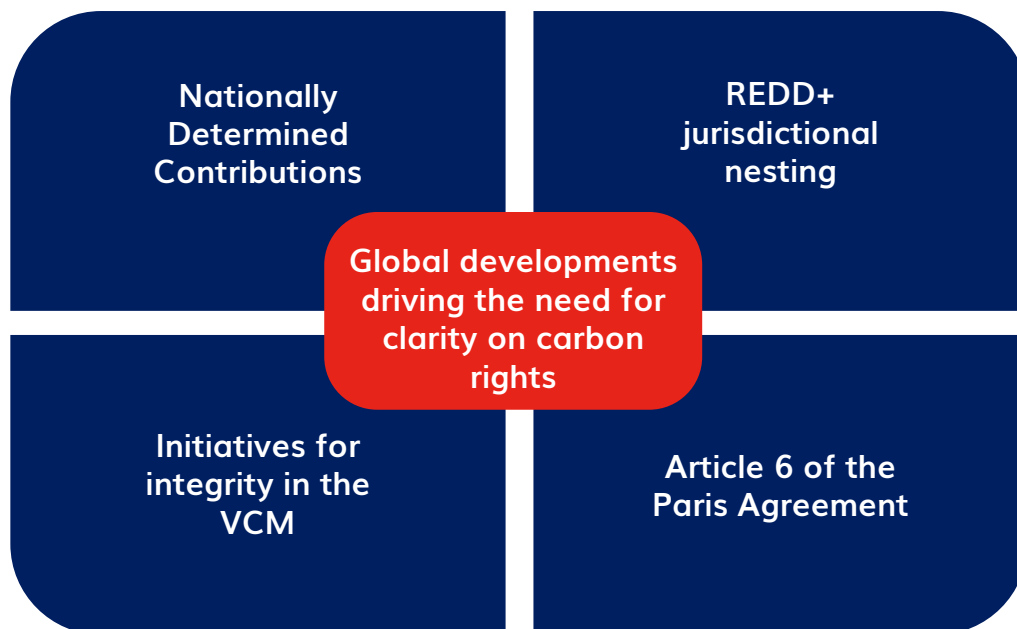 Nationally
Determined
Contributions
REDD+
jurisdictional
nesting
Global developments
driving the need for
clarity on carbon
rights
Initiatives for
integrity in the
VCM
Article 6 of the
Paris Agreement